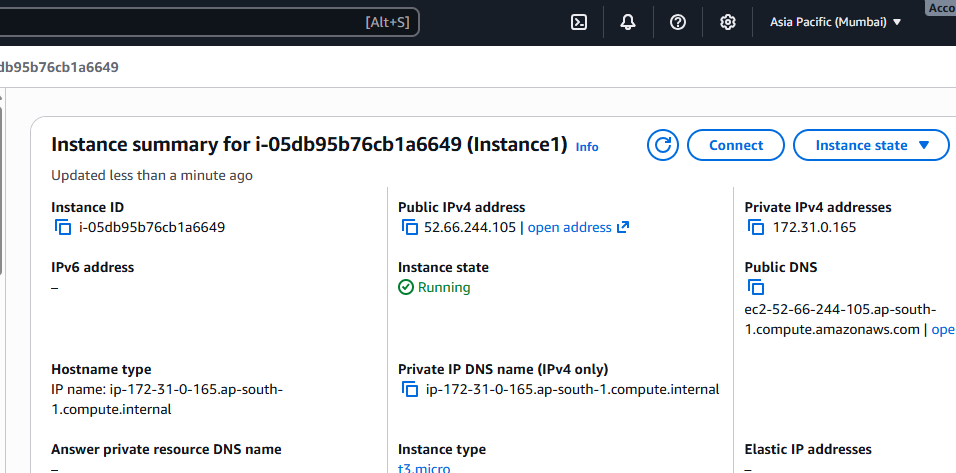 [Alt+S]
Asia Pacific (Mumbai)
Acco
db95b76cb1a6649
Instance summary for i-05db95b76cb1a6649 (Instance1) Info
Connect
Instance state
Updated less than a minute ago
Instance ID
i-05db95b76cb1a6649
Public IPv4 address
52.66.244.105 | open address
Private IPv4 addresses
172.31.0.165
IPv6 address
–
Instance state
Running
Public DNS
ec2-52-66-244-105.ap-south-
1.compute.amazonaws.com | ope
Hostname type
IP name: ip-172-31-0-165.ap-south-
1.compute.internal
Private IP DNS name (IPv4 only)
ip-172-31-0-165.ap-south-1.compute.internal
Answer private resource DNS name
–
Instance type
t3.micro
Elastic IP addresses
–